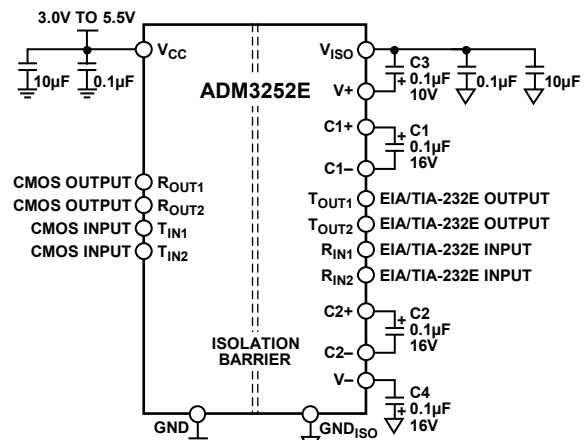 3.0V TO 5.5V
VCC
10µF
0.1µF
ADM3252E
VISO
V+
C3
+ 0.1µF
10V
0.1µF
10µF
C1+
C1–
+ C1
0.1µF
16V
CMOS OUTPUT ROUT1
CMOS OUTPUT ROUT2
CMOS INPUT TIN1
CMOS INPUT TIN2
TOUT1 EIA/TIA-232E OUTPUT
TOUT2 EIA/TIA-232E OUTPUT
RIN1 EIA/TIA-232E INPUT
RIN2 EIA/TIA-232E INPUT
C2+
C2–
+ C2
0.1µF
16V
ISOLATION
BARRIER
V–
C4
+ 0.1µF
16V
GND
GNDISO